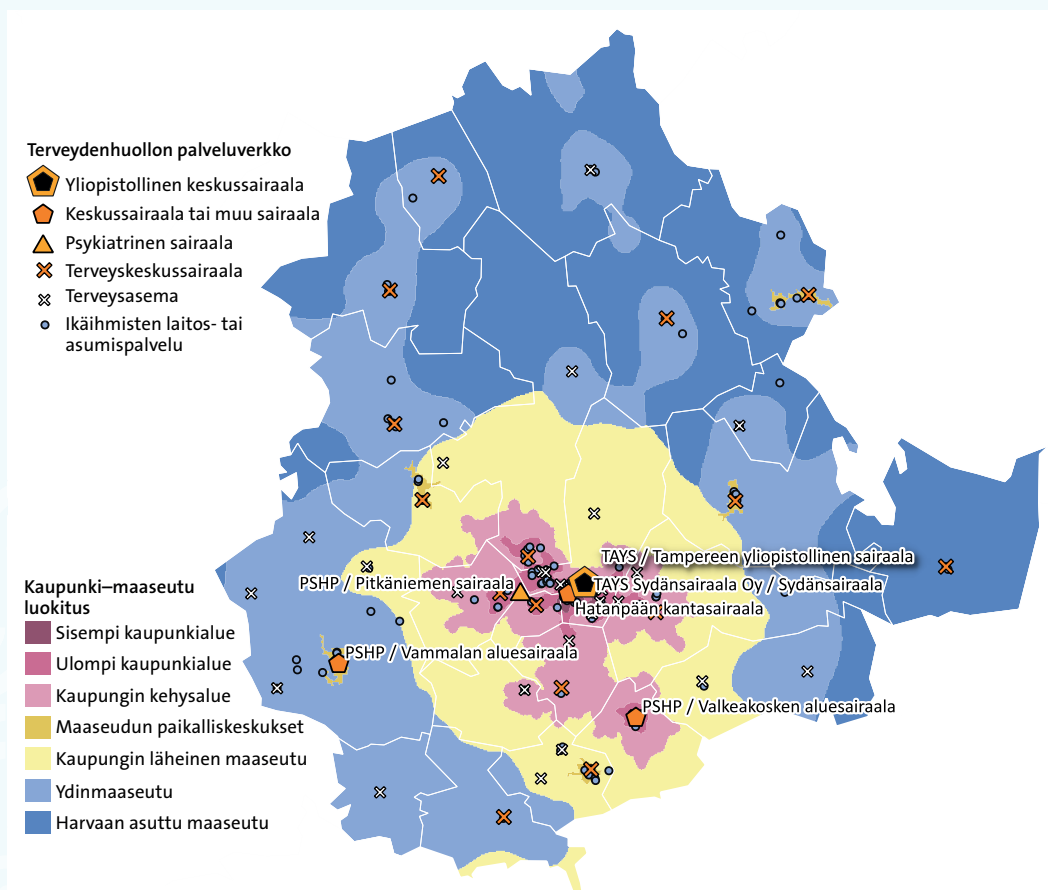 Terveydenhuollon palveluverkko
Yliopistollinen keskussairaala
Keskussairaala tai muu sairaala
Psykiatrinen sairaala
Terveyskeskussairaala
Terveysasema
Ikäihmisten laitos- tai
asumispalvelu
TAYS / Tampereen yliopistollinen sairaala
PSHP / Pitkäniemen sairaala
TAYS Sydänsairaala Oy / Sydänsairaala
Hatanpään kantasairaala
PSHP / Vammalan aluesairaala
PSHP / Valkeakosken aluesairaala
Kaupunki–maaseutu
luokitus
Sisempi kaupunkialue
Ulompi kaupunkialue
Kaupungin kehysalue
Maaseudun paikalliskeskukset
Kaupungin läheinen maaseutu
Ydinmaaseutu
Harvaan asuttu maaseutu